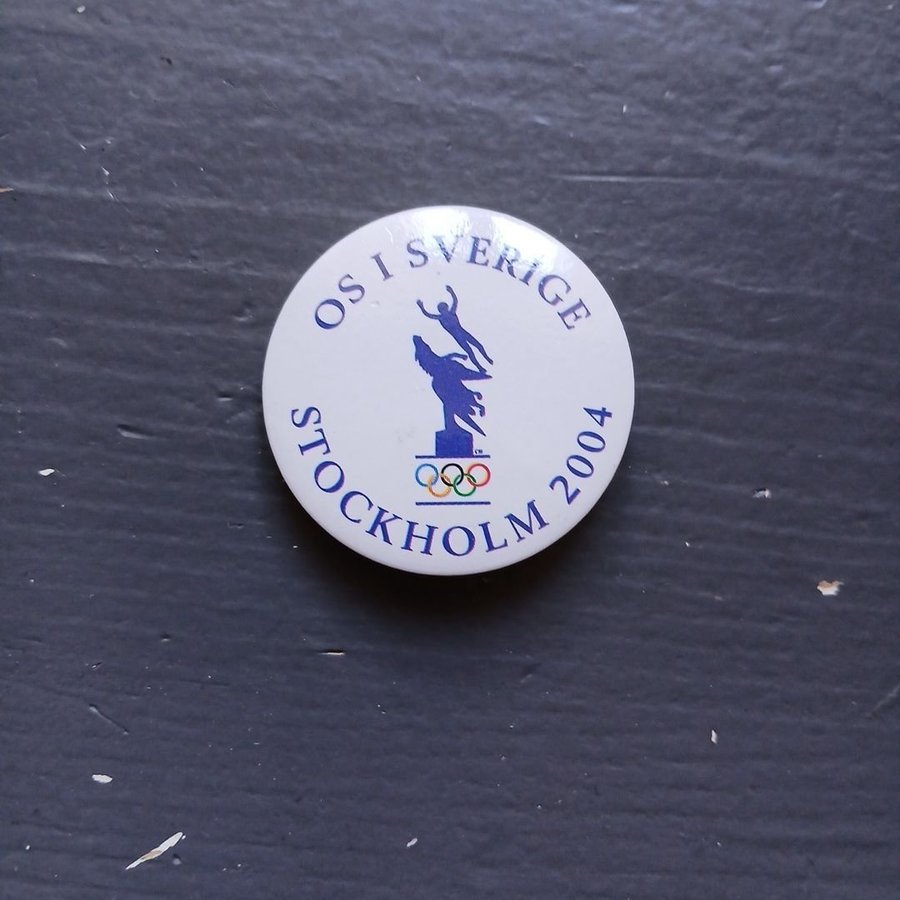 OS I SVERIGE
STOCKHOLM 2004